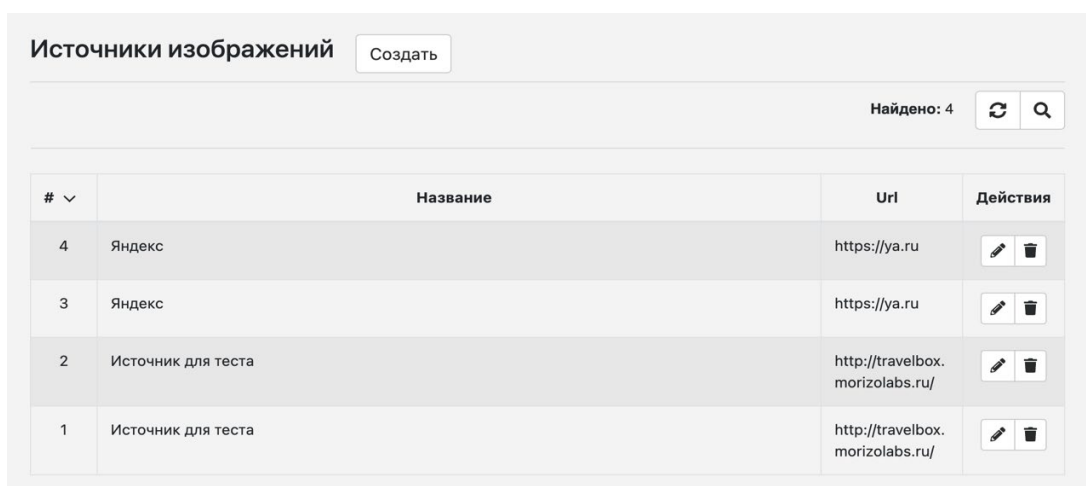 Источники изображений Создать
Найдено: 4
# Название Url Действия
4 Яндекс https://ya.ru
3 Яндекс https://ya.ru
2 Источник для теста http://travelbox.
morizolabs.ru/
1 Источник для теста http://travelbox.
morizolabs.ru/